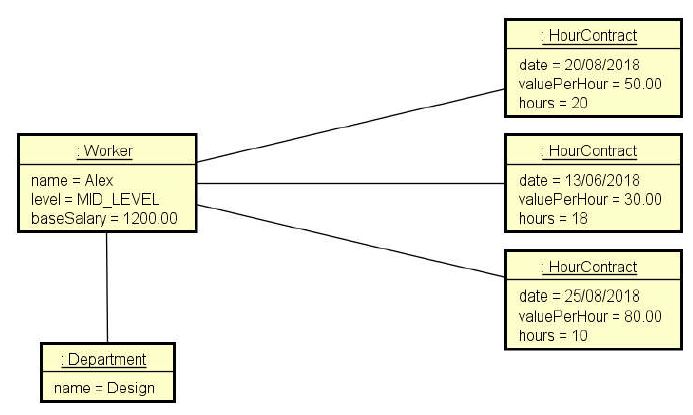 : Worker
name = Alex
level = MID_LEVEL
baseSalary = 1200.00
: Department
name = Design
: HourContract
date = 20/08/2018
valuePerHour = 50.00
hours = 20
: HourContract
date = 13/06/2018
valuePerHour = 30.00
hours = 18
: HourContract
date = 25/08/2018
valuePerHour = 80.00
hours = 10